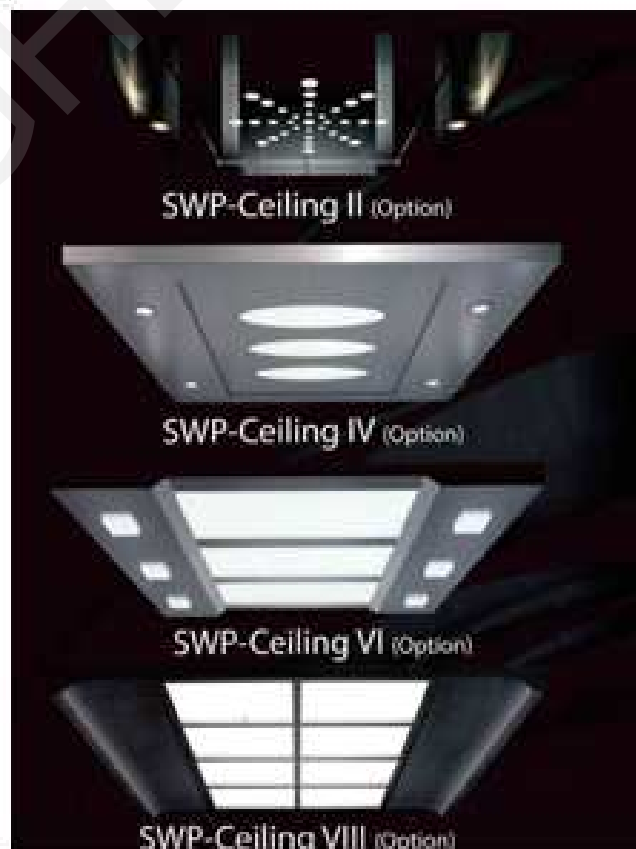 SWP-Ceiling II (Option)
SWP-Ceiling IV (Option)
SWP-Ceiling VI (Option)
SWP-Ceiling VIII (Option)